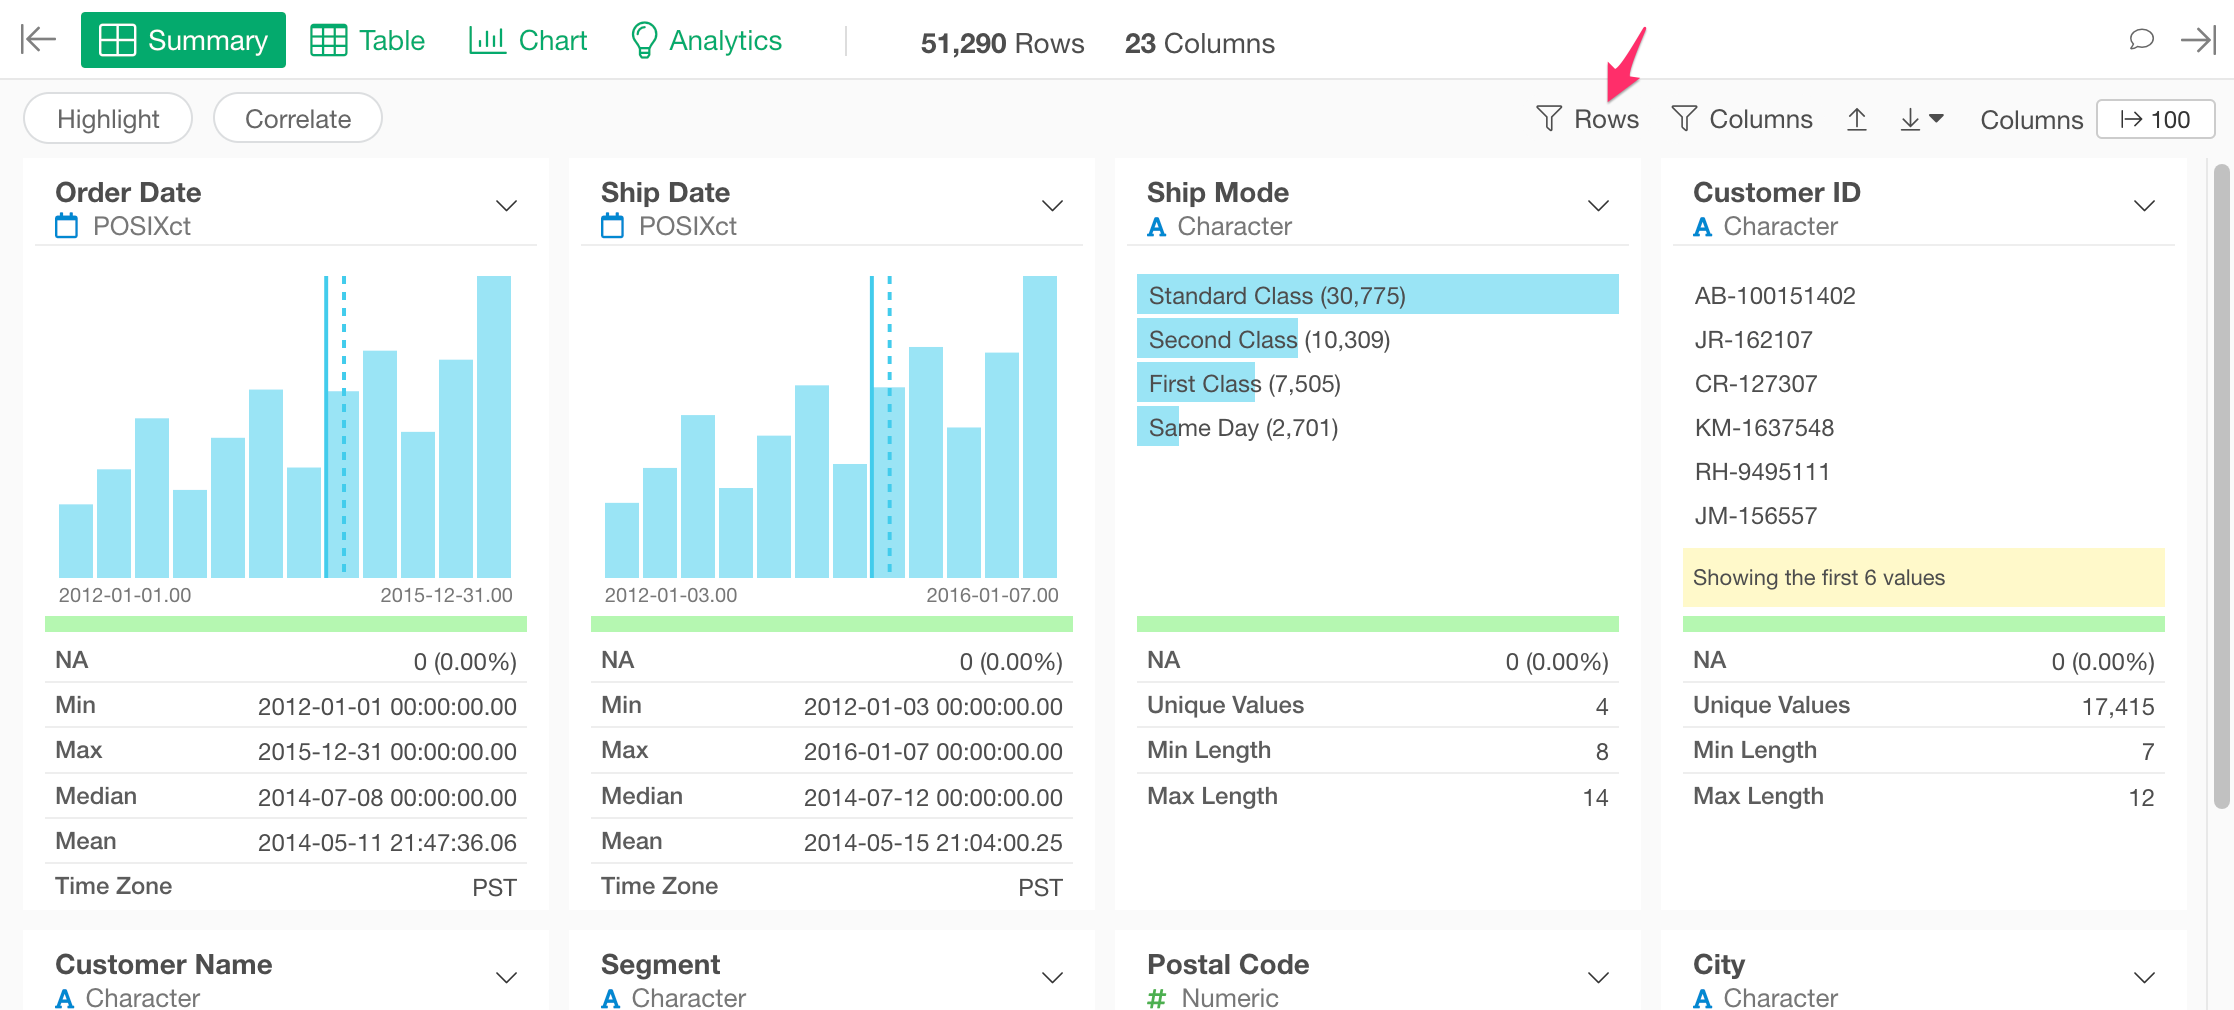 Summary Table Chart Analytics 51,290 Rows 23 Columns
Highlight Correlate Rows Columns Columns 100
Order Date
POSIXct
2012-01-01.00 2015-12-31.00
NA 0 (0.00%)
Min 2012-01-01 00:00:00.00
Max 2015-12-31 00:00:00.00
Median 2014-07-08 00:00:00.00
Mean 2014-05-11 21:47:36.06
Time Zone PST
Ship Date
POSIXct
2012-01-03.00 2016-01-07.00
NA 0 (0.00%)
Min 2012-01-03 00:00:00.00
Max 2016-01-07 00:00:00.00
Median 2014-07-12 00:00:00.00
Mean 2014-05-15 21:04:00.25
Time Zone PST
Ship Mode
A Character
Standard Class (30,775)
Second Class (10,309)
First Class (7,505)
Same Day (2,701)
NA 0 (0.00%)
Unique Values 4
Min Length 8
Max Length 14
Customer ID
A Character
AB-100151402
JR-162107
CR-127307
KM-1637548
RH-9495111
JM-156557
Showing the first 6 values
NA 0 (0.00%)
Unique Values 17,415
Min Length 7
Max Length 12
Customer Name
A Character
Segment
A Character
Postal Code
# Numeric
City
A Character